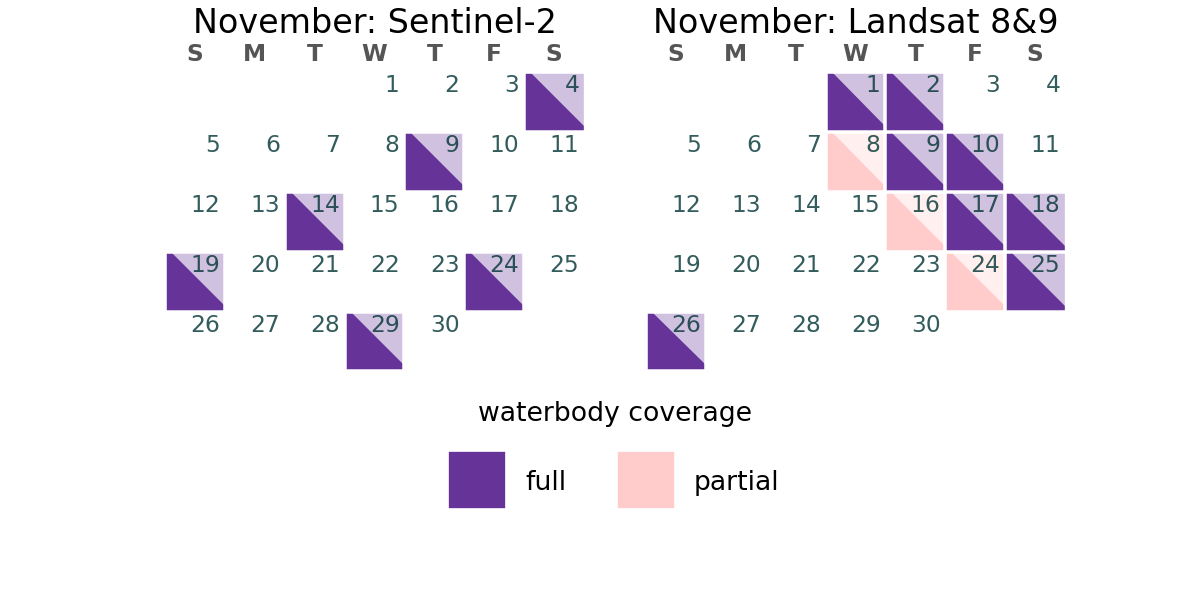 November: Sentinel-2
S M T W T F S
1 2 3 4
5 6 7 8 9 10 11
12 13 14 15 16 17 18
19 20 21 22 23 24 25
26 27 28 29 30
November: Landsat 8&9
S M T W T F S
1 2 3 4
5 6 7 8 9 10 11
12 13 14 15 16 17 18
19 20 21 22 23 24 25
26 27 28 29 30
waterbody coverage
full
partial